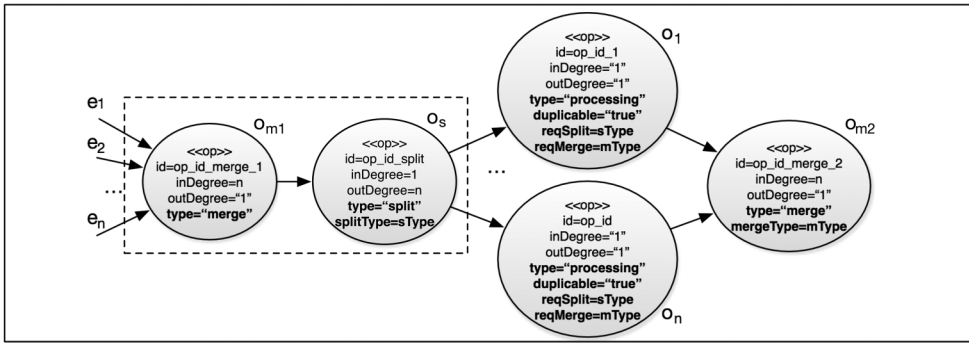 e1
e2
...
en
om1
<<op>>
id=op_id_merge_1
inDegree=n
outDegree="1"
type="merge"
os
<<op>>
id=op_id_split
inDegree=1
outDegree=n
type="split"
splitType=sType
o1
<<op>>
id=op_id_1
inDegree="1"
outDegree="1"
type="processing"
duplicable="true"
reqSplit=sType
reqMerge=mType
...
<<op>>
id=op_id
inDegree="1"
outDegree="1"
type="processing"
duplicable="true"
reqSplit=sType
reqMerge=mType
on
om2
<<op>>
id=op_id_merge_2
inDegree=n
outDegree="1"
type="merge"
mergeType=mType